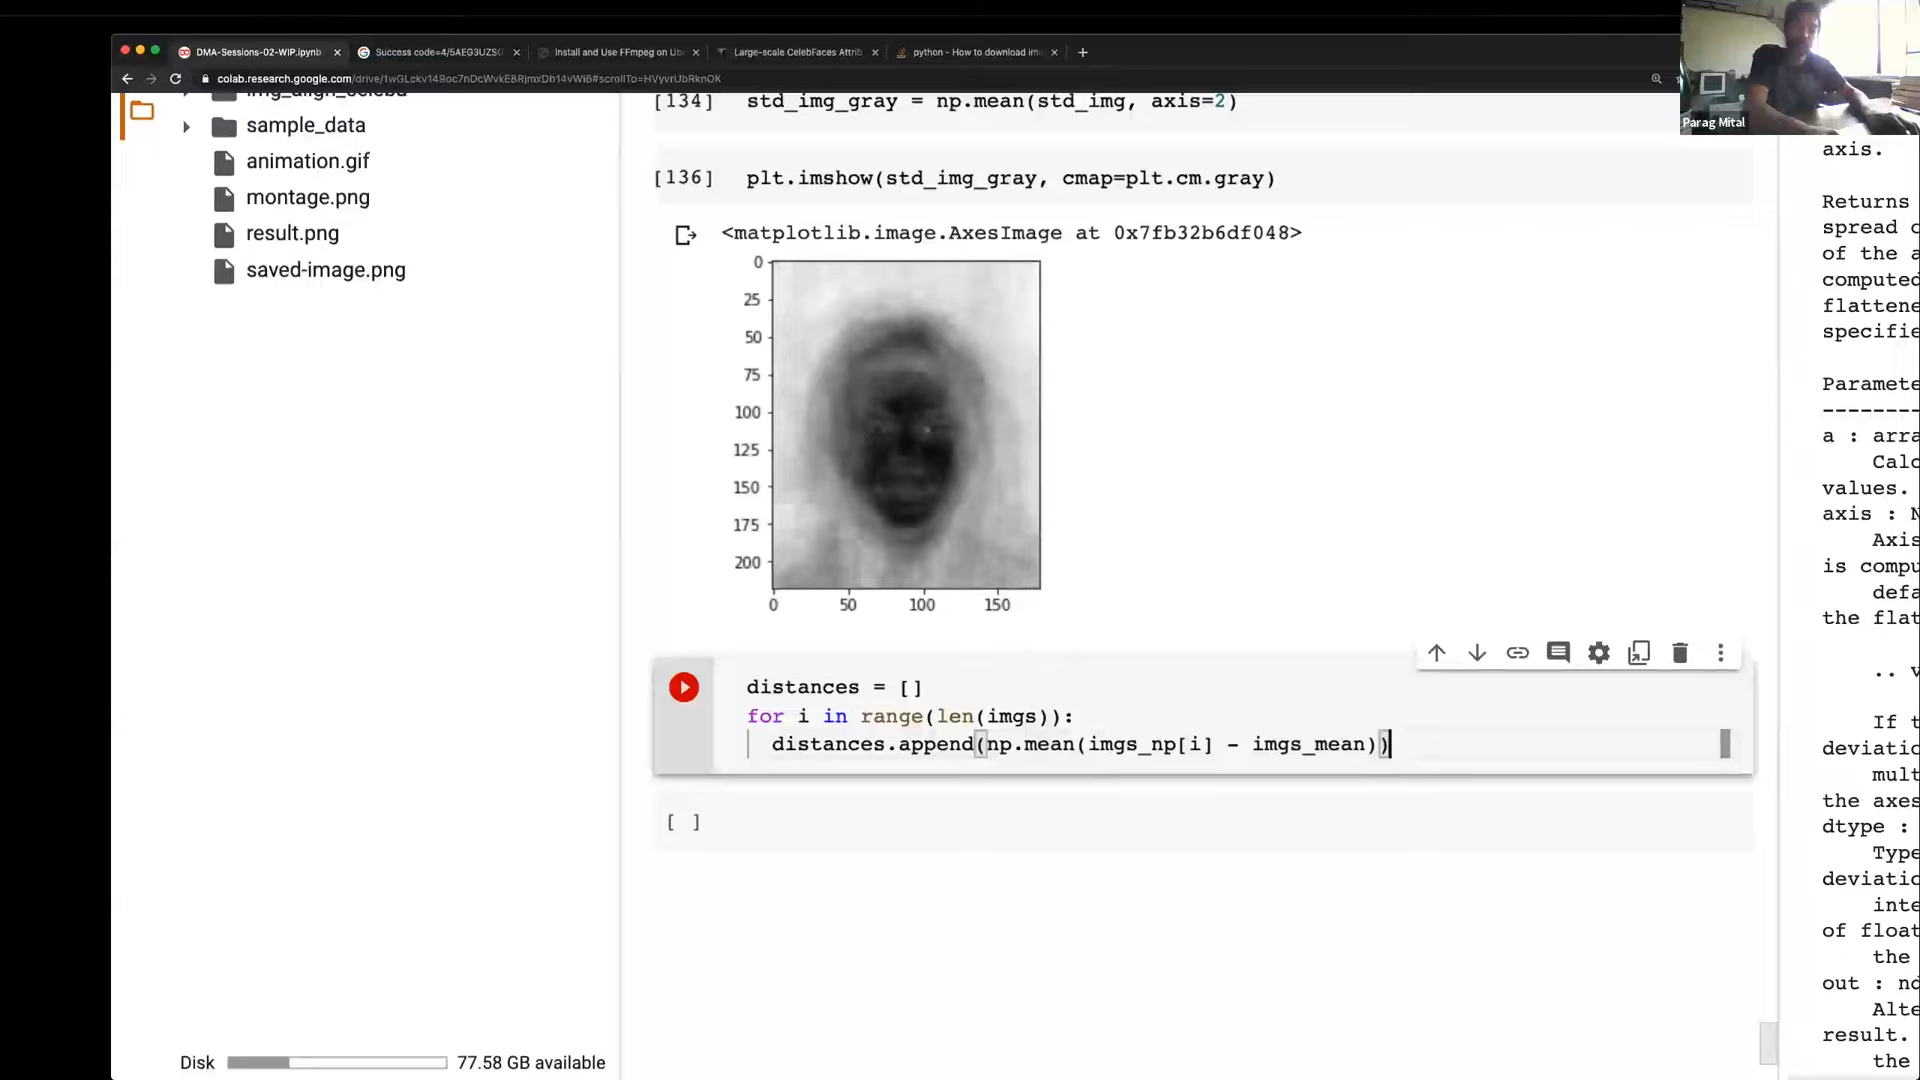 DMA-Sessions-02-WIP.ipynb
Success code=4/5AEG3UZSG
Install and Use FFmpeg on Ub
Large-scale CelebFaces Attrib
python - How to download im
colab.research.google.com/drive/1wGLckv149oc7nDcWvkE8RjmxDb14vWi6#scrollTo=HVyvrUbRknOK
Parag Mital
img_align_celeba
sample_data
animation.gif
montage.png
result.png
saved-image.png
Disk 77.58 GB available
[134] std_img_gray = np.mean(std_img, axis=2)
[136] plt.imshow(std_img_gray, cmap=plt.cm.gray)
<matplotlib.image.AxesImage at 0x7fb32b6df048>
0
25
50
75
100
125
150
175
200
0 50 100 150
distances = []
for i in range(len(imgs)):
distances.append(np.mean(imgs_np[i] - imgs_mean))
[ ]
axis.
Returns
spread o
of the a
computed
flattene
specifie
Paramete
--------
a : arra
Calc
values.
axis : N
Axis
is compu
defa
the flat
.. v
If t
deviatio
mult
the axes
dtype :
Type
deviatio
inte
of float
the
out : nd
Alte
result.
the